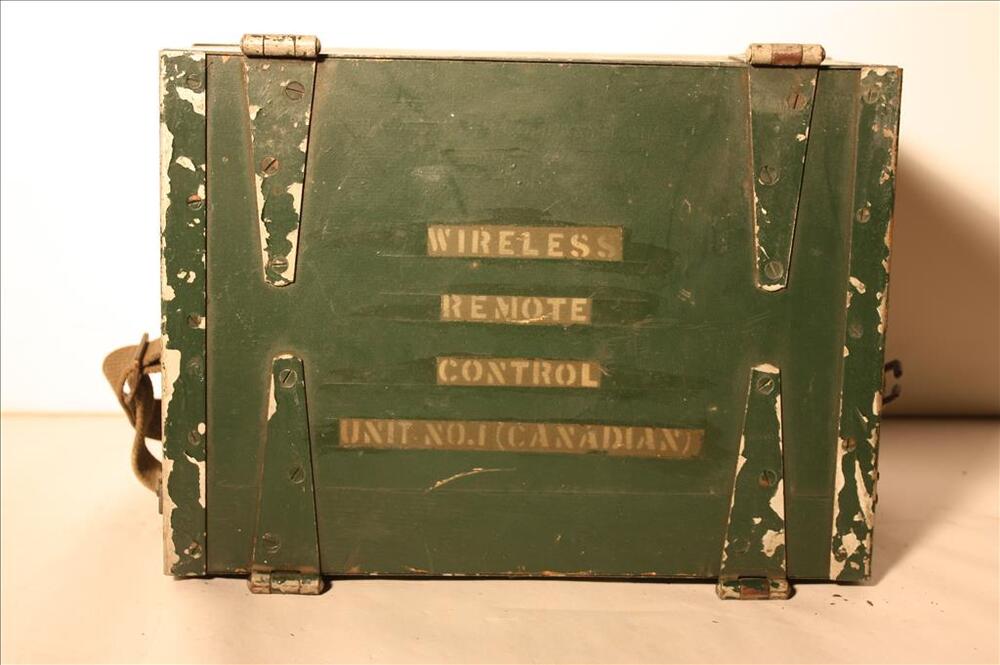 WIRELESS
REMOTE
CONTROL
UNIT NO.1 (CANADIAN)